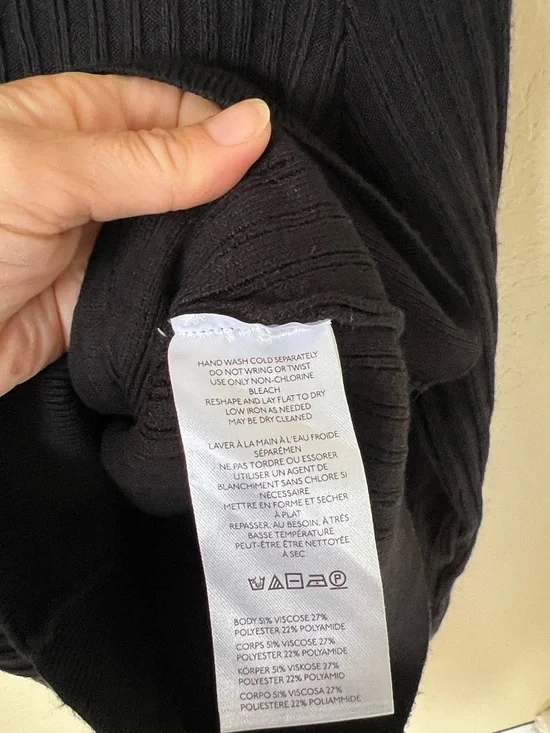 HAND WASH COLD SEPARATELY
DO NOT WRING OR TWIST
USE ONLY NON-CHLORINE
BLEACH
RESHAPE AND LAY FLAT TO DRY
LOW IRON AS NEEDED
MAY BE DRY CLEANED
LAVER À LA MAIN À L'EAU FROIDE
SÉPARÉMEN
NE PAS TORDRE OU ESSORER
UTILISER UN AGENT DE
BLANCHIMENT SANS CHLORE SI
NÉCESSAIRE
METTRE EN FORME ET SECHER
À PLAT
REPASSER, AU BESOIN, À TRÉS
BASSE TEMPÉRATURE
PEUT-ÊTRE ÊTRE NETTOYÉE
À SEC
P
BODY 51% VISCOSE 27%
POLYESTER 22% POLYAMIDE
CORPS 51% VISCOSE 27%
POLYESTER 22% POLYAMIDE
KÖRPER 51% VISKOSE 27%
POLYESTER 22% POLYAMID
CORPO 51% VISCOSA 27%
POLIESTERE 22% POLIAMMIDE